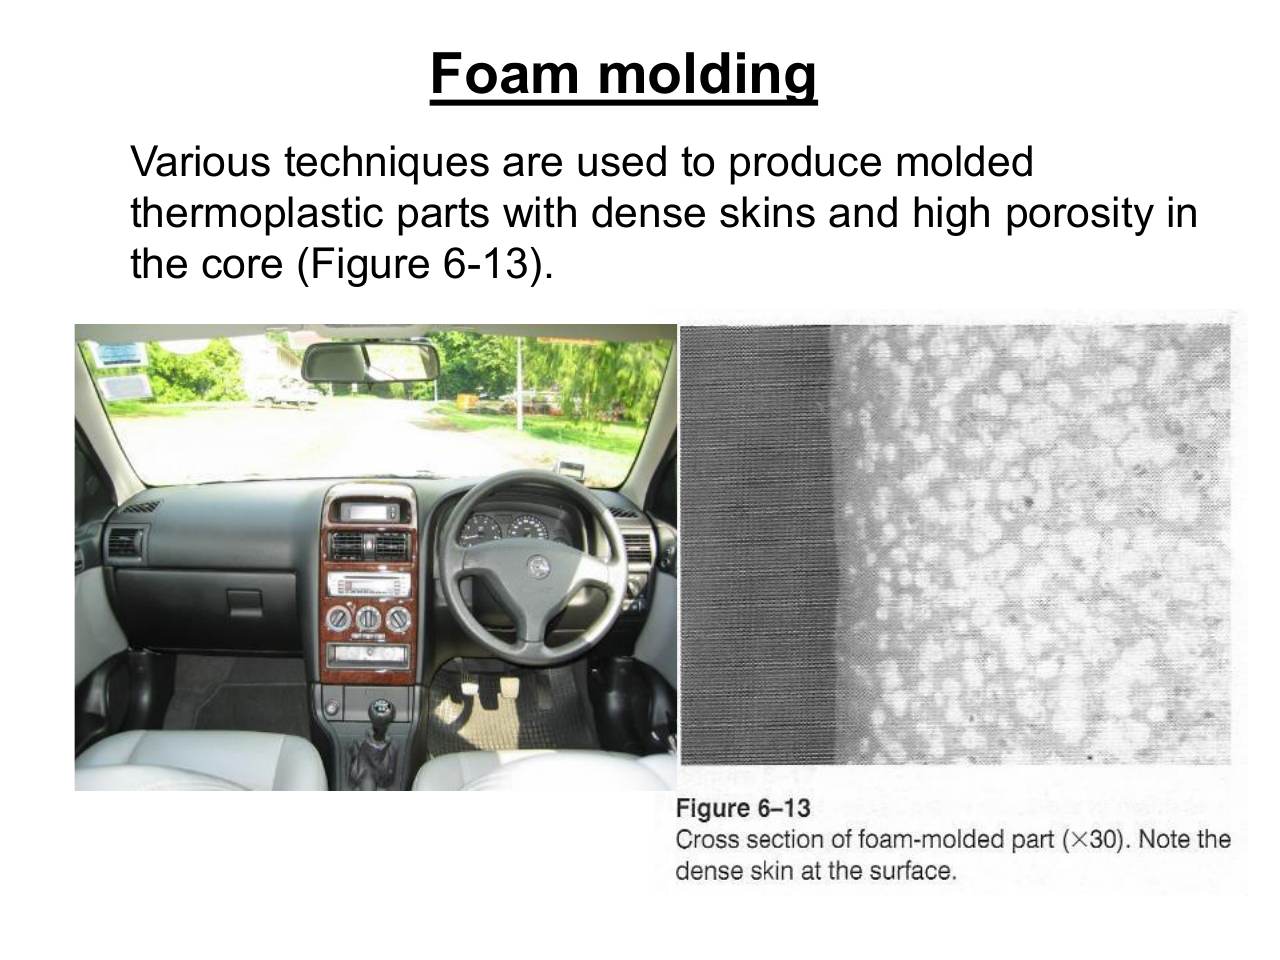 Foam molding
Various techniques are used to produce molded
thermoplastic parts with dense skins and high porosity in
the core (Figure 6-13).
Figure 6–13
Cross section of foam-molded part (×30). Note the
dense skin at the surface.